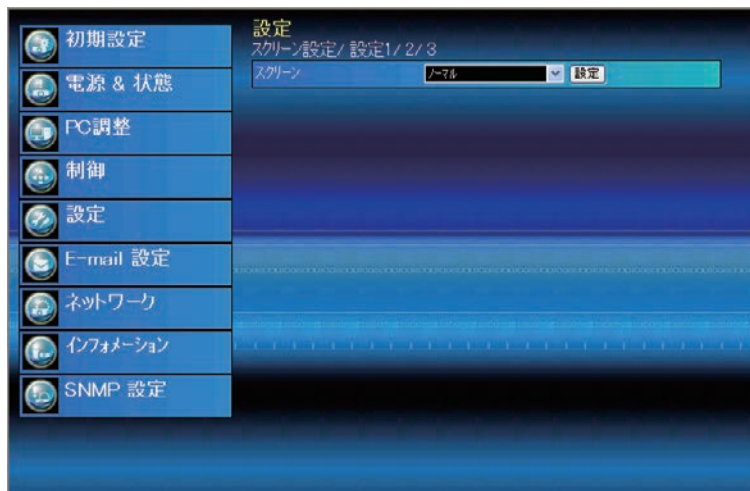 初期設定
電源 & 状態
PC調整
制御
設定
E-mail 設定
ネットワーク
インフォメーション
SNMP 設定
設定
スクリーン設定/ 設定1/ 2/ 3
スクリーン ノーマル 設定